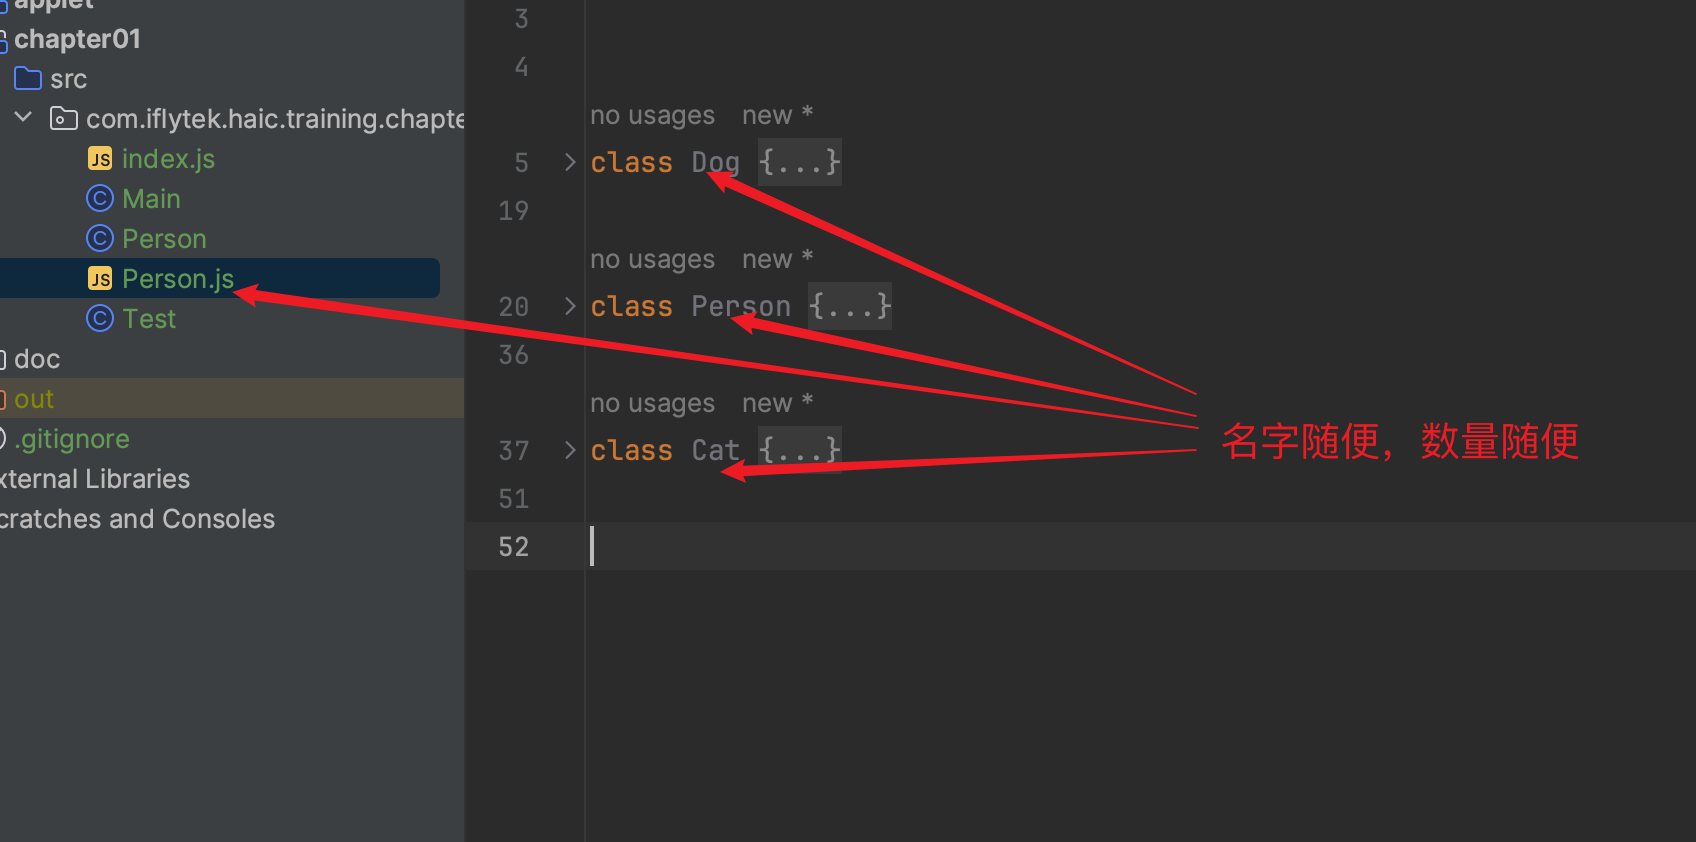 applet
chapter01
src
com.iflytek.haic.training.chapte
JS index.js
C Main
C Person
JS Person.js
C Test
doc
out
.gitignore
xternal Libraries
cratches and Consoles
3
4
no usages new *
5 class Dog {...}
19
no usages new *
20 class Person {...}
36
no usages new *
37 class Cat {...}
51
52
名字随便，数量随便